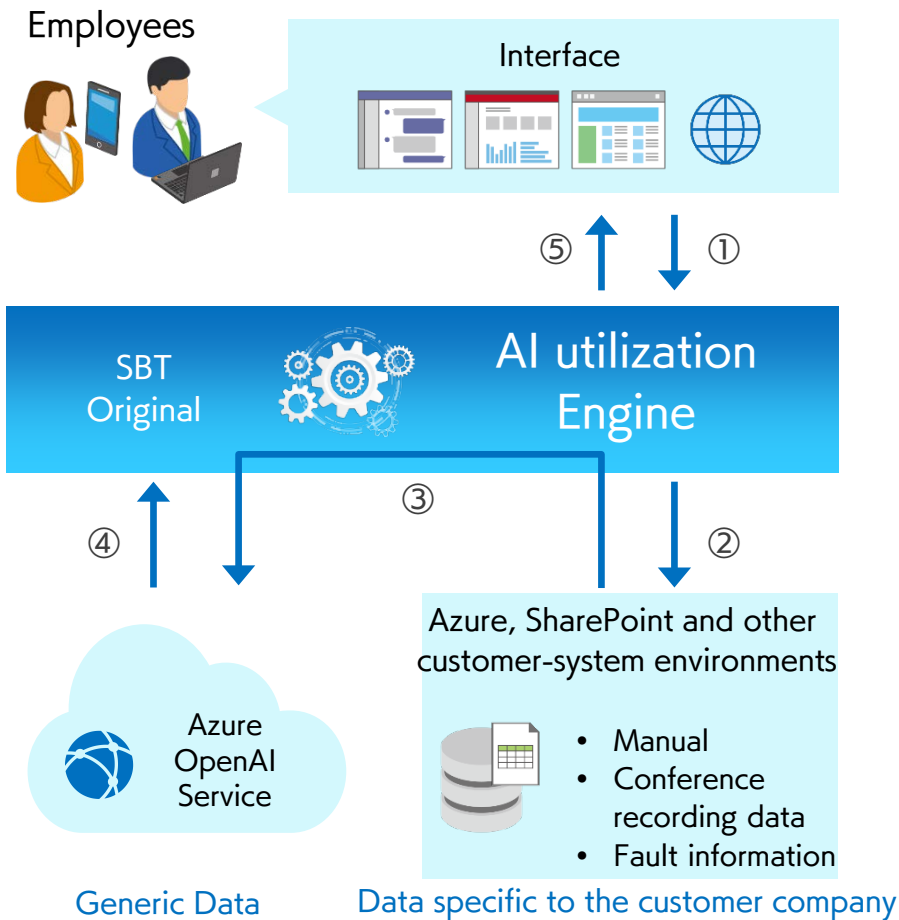 Employees
Interface
⑤
①
SBT
Original
AI utilization
Engine
③
④
②
Azure, SharePoint and other
customer-system environments
Azure
OpenAI
Service
• Manual
• Conference
recording data
• Fault information
Generic Data
Data specific to the customer company